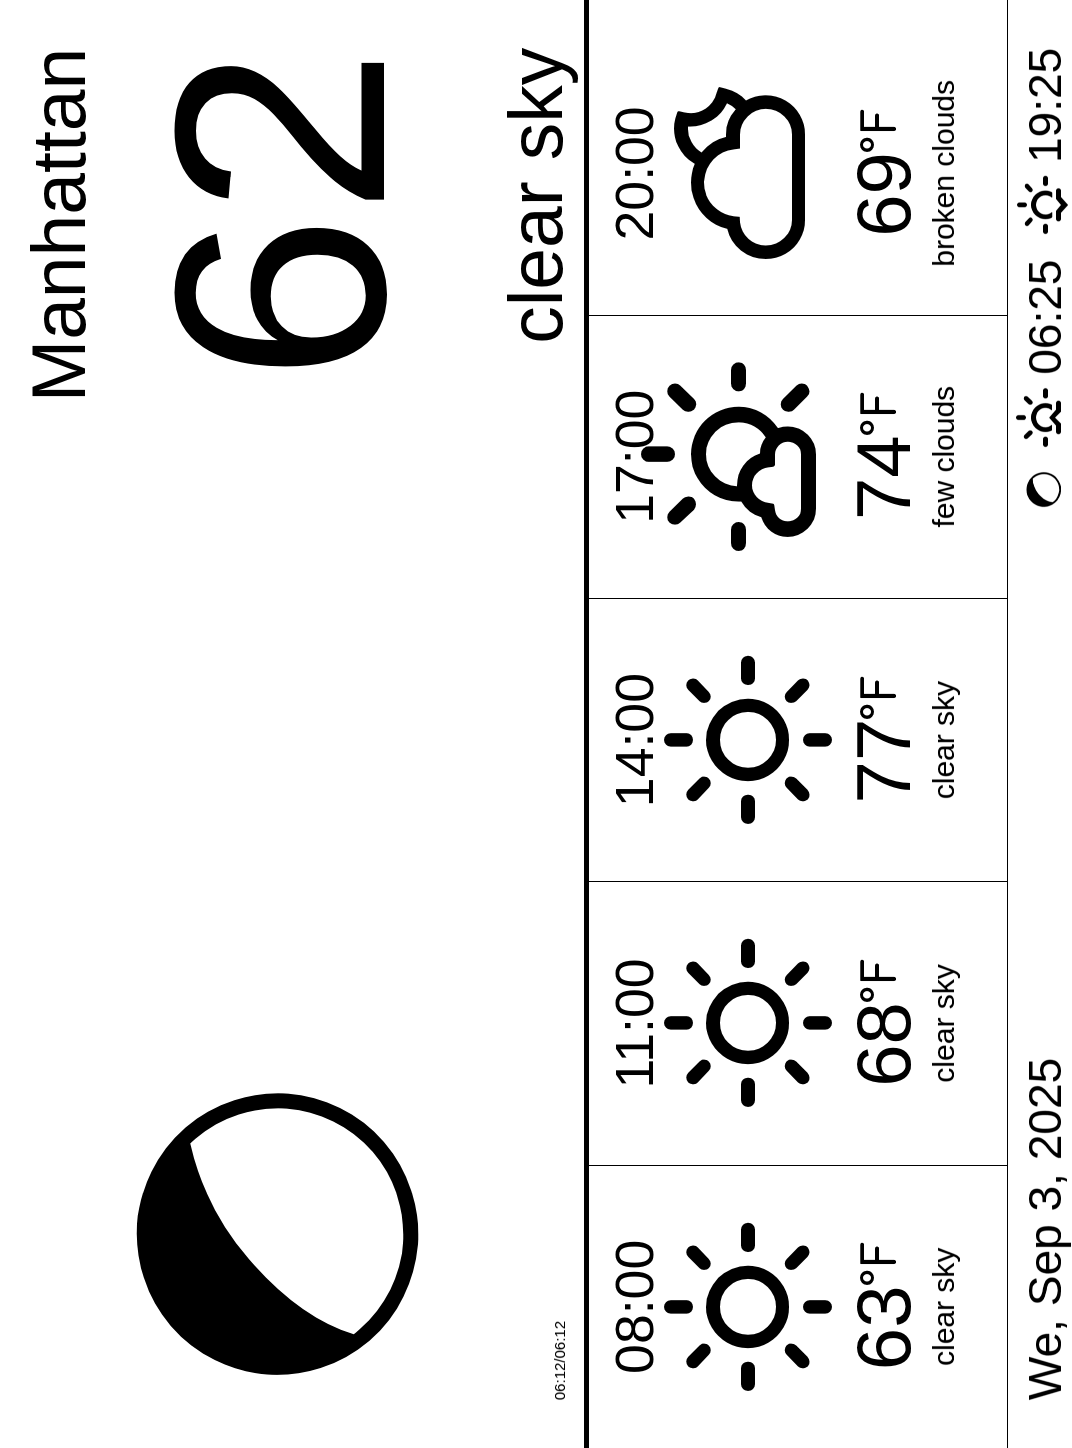 Manhattan
62
clear sky
06:12/06:12
08:00
63°F
clear sky
11:00
68°F
clear sky
14:00
77°F
clear sky
17:00
74°F
few clouds
20:00
69°F
broken clouds
We, Sep 3, 2025
06:25
19:25